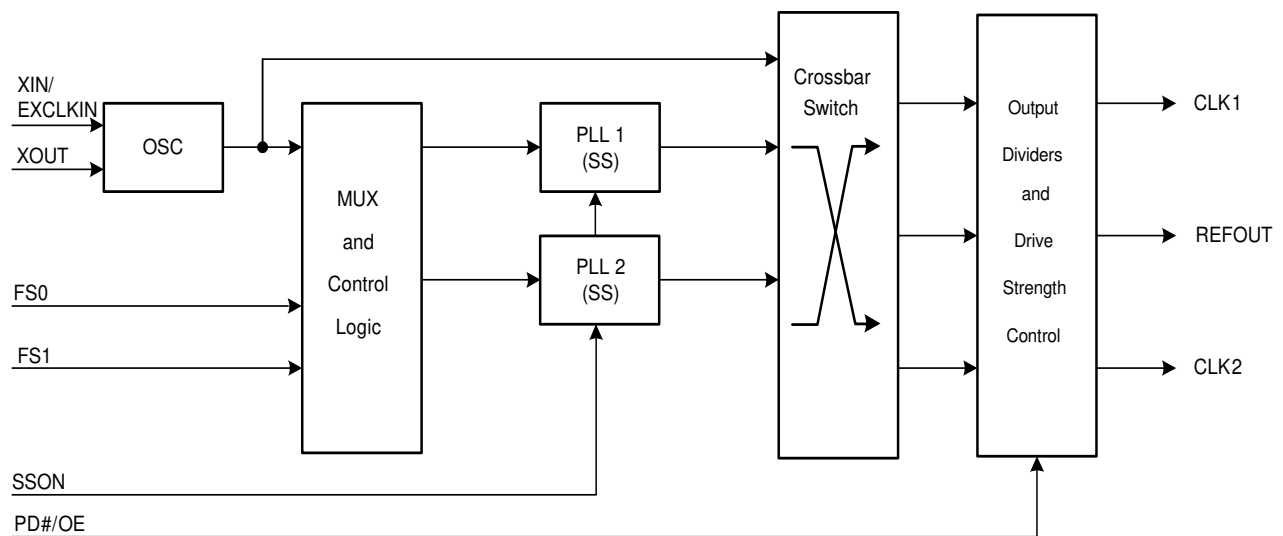 XIN/
EXCLKIN
XOUT
OSC
FS0
FS1
SSON
PD#/OE
MUX
and
Control
Logic
PLL 1
(SS)
PLL 2
(SS)
Crossbar
Switch
Output
Dividers
and
Drive
Strength
Control
CLK1
REFOUT
CLK2